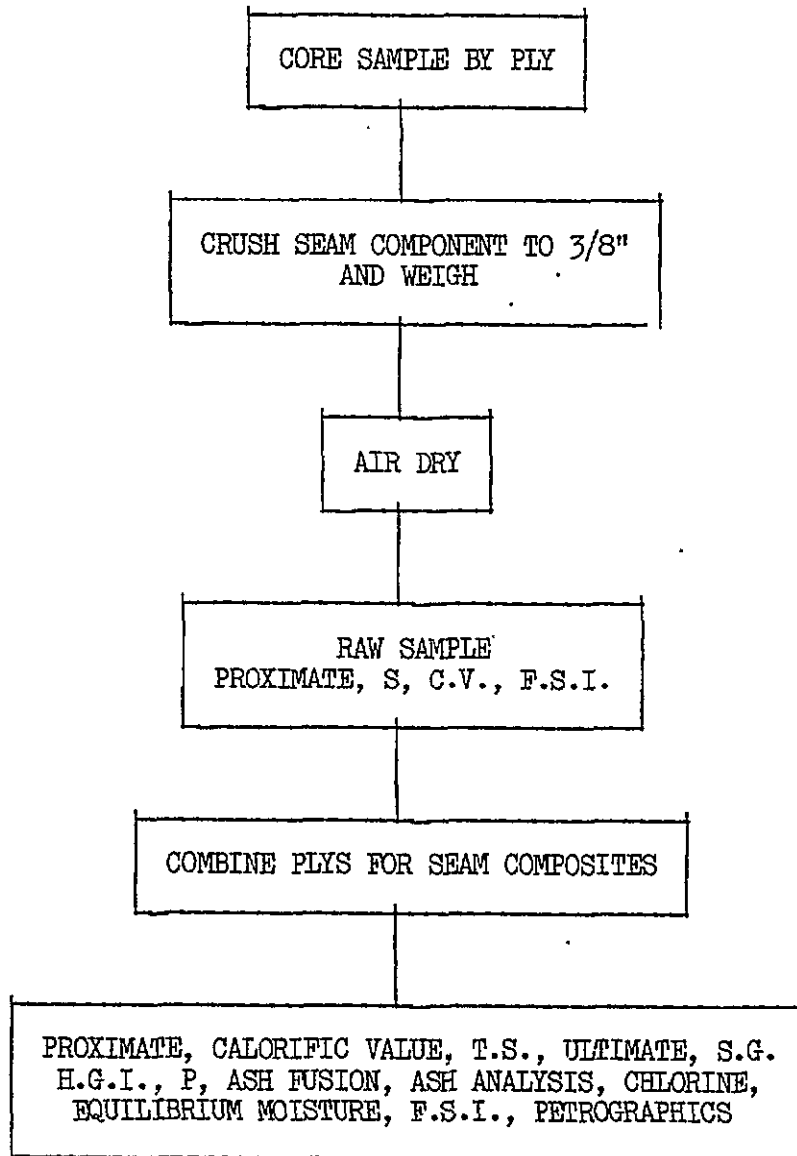 CORE SAMPLE BY PLY
CRUSH SEAM COMPONENT TO 3/8"
AND WEIGH
AIR DRY
RAW SAMPLE
PROXIMATE, S, C.V., F.S.I.
COMBINE PLYS FOR SEAM COMPOSITES
PROXIMATE, CALORIFIC VALUE, T.S., ULTIMATE, S.G.
H.G.I., P, ASH FUSION, ASH ANALYSIS, CHLORINE,
EQUILIBRIUM MOISTURE, F.S.I., PETROGRAPHICS